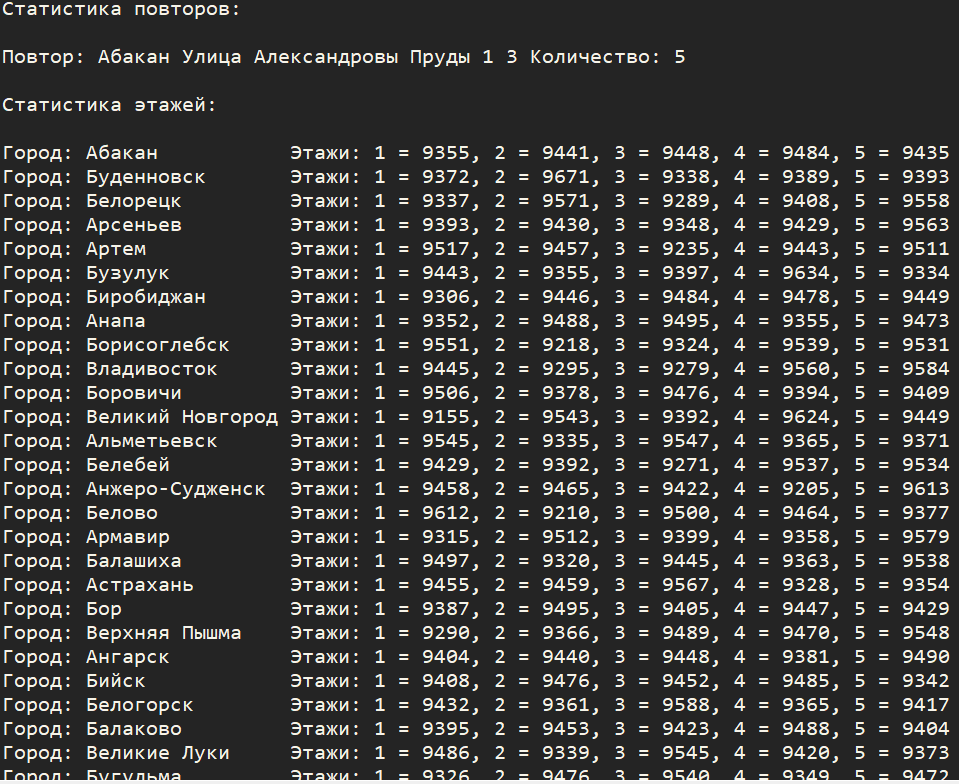 Статистика повторов:
Повтор: Абакан Улица Александровы Пруды 1 3 Количество: 5
Статистика этажей:
Город: Абакан Этажи: 1 = 9355, 2 = 9441, 3 = 9448, 4 = 9484, 5 = 9435
Город: Буденновск Этажи: 1 = 9372, 2 = 9671, 3 = 9338, 4 = 9389, 5 = 9393
Город: Белорецк Этажи: 1 = 9337, 2 = 9571, 3 = 9289, 4 = 9408, 5 = 9558
Город: Арсеньев Этажи: 1 = 9393, 2 = 9430, 3 = 9348, 4 = 9429, 5 = 9563
Город: Артем Этажи: 1 = 9517, 2 = 9457, 3 = 9235, 4 = 9443, 5 = 9511
Город: Бузулук Этажи: 1 = 9443, 2 = 9355, 3 = 9397, 4 = 9634, 5 = 9334
Город: Биробиджан Этажи: 1 = 9306, 2 = 9446, 3 = 9484, 4 = 9478, 5 = 9449
Город: Анапа Этажи: 1 = 9352, 2 = 9488, 3 = 9495, 4 = 9355, 5 = 9473
Город: Борисоглебск Этажи: 1 = 9551, 2 = 9218, 3 = 9324, 4 = 9539, 5 = 9531
Город: Владивосток Этажи: 1 = 9445, 2 = 9295, 3 = 9279, 4 = 9560, 5 = 9584
Город: Боровичи Этажи: 1 = 9506, 2 = 9378, 3 = 9476, 4 = 9394, 5 = 9409
Город: Великий Новгород Этажи: 1 = 9155, 2 = 9543, 3 = 9392, 4 = 9624, 5 = 9449
Город: Альметьевск Этажи: 1 = 9545, 2 = 9335, 3 = 9547, 4 = 9365, 5 = 9371
Город: Белебей Этажи: 1 = 9429, 2 = 9392, 3 = 9271, 4 = 9537, 5 = 9534
Город: Анжеро-Судженск Этажи: 1 = 9458, 2 = 9465, 3 = 9422, 4 = 9205, 5 = 9613
Город: Белово Этажи: 1 = 9612, 2 = 9210, 3 = 9500, 4 = 9464, 5 = 9377
Город: Армавир Этажи: 1 = 9315, 2 = 9512, 3 = 9399, 4 = 9358, 5 = 9579
Город: Балашиха Этажи: 1 = 9497, 2 = 9320, 3 = 9445, 4 = 9363, 5 = 9538
Город: Астрахань Этажи: 1 = 9455, 2 = 9459, 3 = 9567, 4 = 9328, 5 = 9354
Город: Бор Этажи: 1 = 9387, 2 = 9495, 3 = 9405, 4 = 9447, 5 = 9429
Город: Верхняя Пышма Этажи: 1 = 9290, 2 = 9366, 3 = 9489, 4 = 9470, 5 = 9548
Город: Ангарск Этажи: 1 = 9404, 2 = 9440, 3 = 9448, 4 = 9381, 5 = 9490
Город: Бийск Этажи: 1 = 9408, 2 = 9476, 3 = 9452, 4 = 9485, 5 = 9342
Город: Белогорск Этажи: 1 = 9432, 2 = 9361, 3 = 9588, 4 = 9365, 5 = 9417
Город: Балаково Этажи: 1 = 9395, 2 = 9453, 3 = 9423, 4 = 9488, 5 = 9404
Город: Великие Луки Этажи: 1 = 9486, 2 = 9339, 3 = 9545, 4 = 9420, 5 = 9373
Город: Бугульма Этажи: 1 = 9326, 2 = 9476, 3 = 9540, 4 = 9349, 5 = 9472